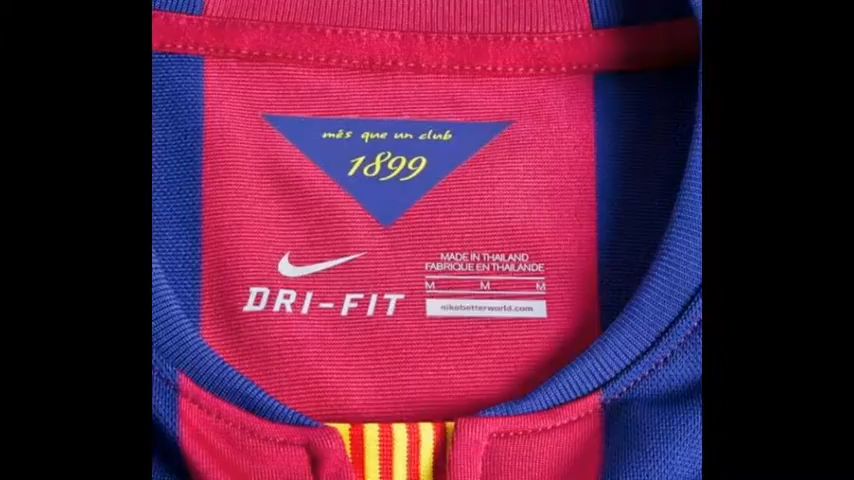 més que un club
1899
DRI-FIT
MADE IN THAILAND
FABRIQUE EN THAILANDE
M M M
nikebetterworld.com